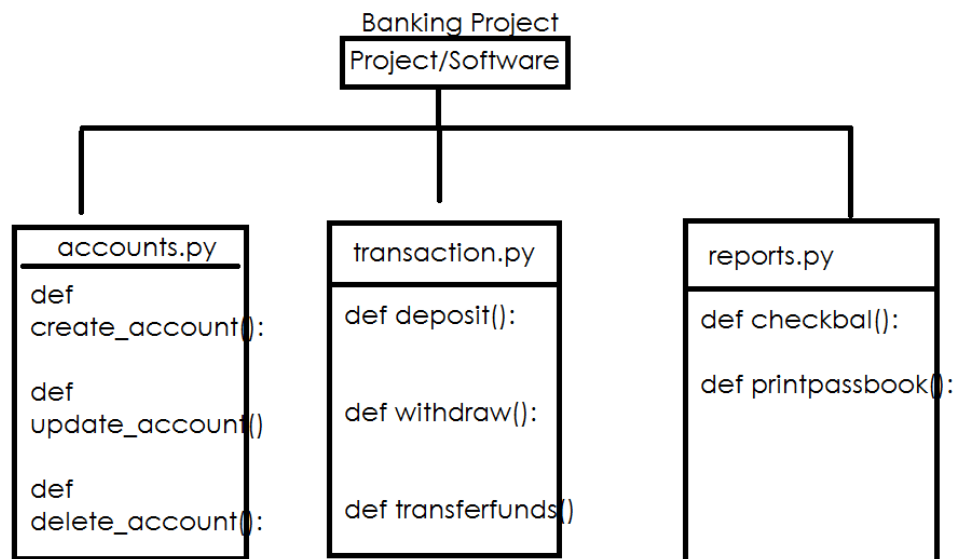 Banking Project
Project/Software
accounts.py
def
create_account():
def
update_account()
def
delete_account():
transaction.py
def deposit():
def withdraw():
def transferfunds()
reports.py
def checkbal():
def printpassbook():